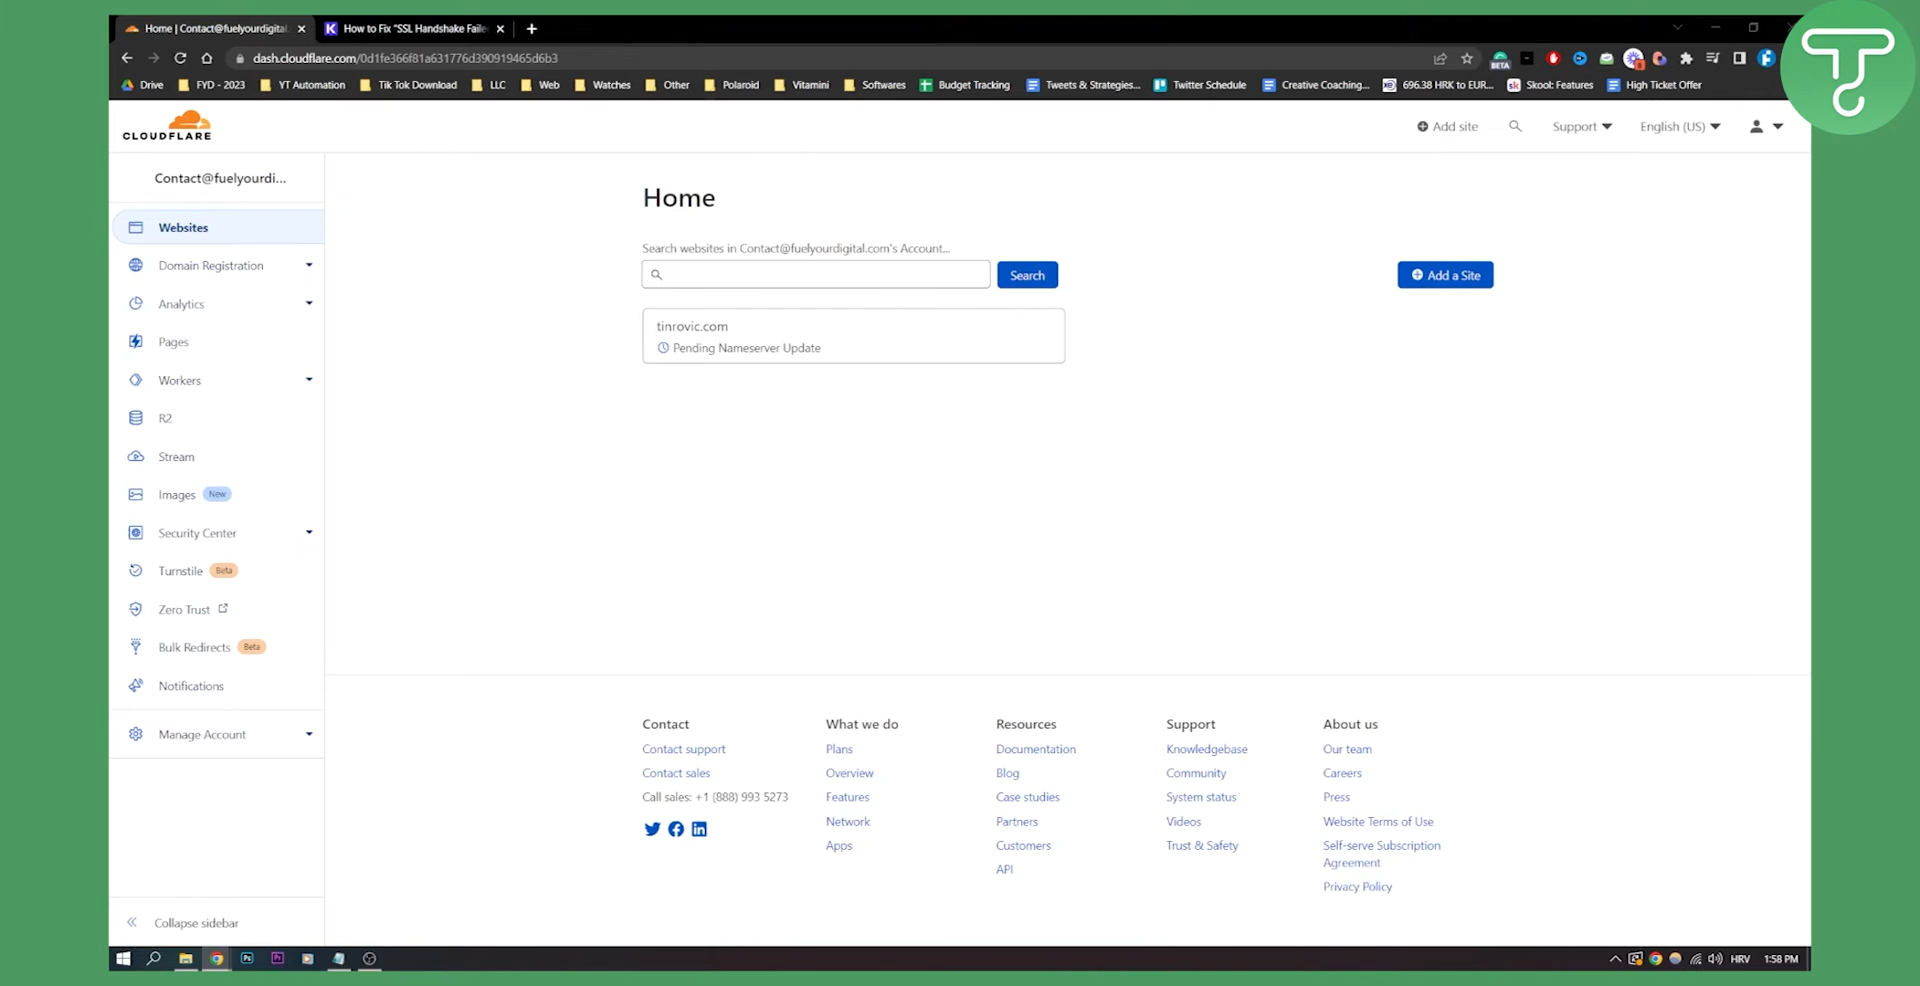 Home | Contact@fuelyourdigital.
How to Fix "SSL Handshake Faile
dash.cloudflare.com/0d1fe366f81a631776d390919465d6b3
BETA
Drive
FYD - 2023
YT Automation
Tik Tok Download
LLC
Web
Watches
Other
Polaroid
Vitamini
Softwares
Budget Tracking
Tweets & Strategies...
Twitter Schedule
Creative Coaching...
696.38 HRK to EUR...
Skool: Features
High Ticket Offer
CLOUDFLARE
Add site
Support
English (US)
Contact@fuelyourdi...
Websites
Domain Registration
Analytics
Pages
Workers
R2
Stream
Images New
Security Center
Turnstile Beta
Zero Trust
Bulk Redirects Beta
Notifications
Manage Account
Collapse sidebar
Home
Search websites in Contact@fuelyourdigital.com's Account...
Search
Add a Site
tinrovic.com
Pending Nameserver Update
Contact
Contact support
Contact sales
Call sales: +1 (888) 993 5273
What we do
Plans
Overview
Features
Network
Apps
Resources
Documentation
Blog
Case studies
Partners
Customers
API
Support
Knowledgebase
Community
System status
Videos
Trust & Safety
About us
Our team
Careers
Press
Website Terms of Use
Self-serve Subscription
Agreement
Privacy Policy
Ps
Pr
HRV
1:58 PM